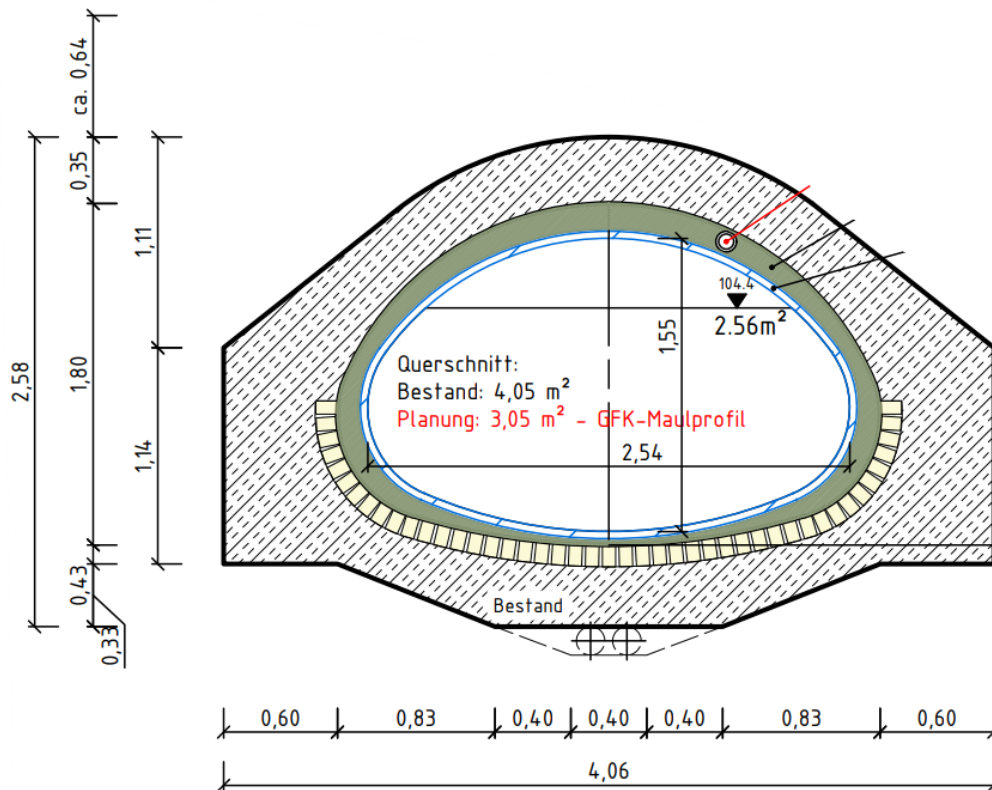 ca. 0,64
0,35
1,11
2,58
1,80
1,14
0,43
0,33
104.4
2.56m²
1,55
Querschnitt:
Bestand: 4,05 m²
Planung: 3,05 m² - GFK-Maulprofil
2,54
Bestand
0,60 0,83 0,40 0,40 0,40 0,83 0,60
4,06